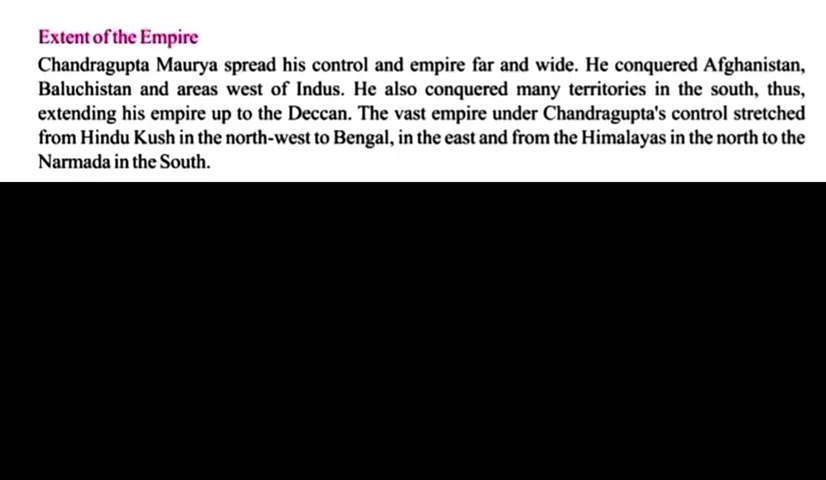 Extent of the Empire
Chandragupta Maurya spread his control and empire far and wide. He conquered Afghanistan,
Baluchistan and areas west of Indus. He also conquered many territories in the south, thus,
extending his empire up to the Deccan. The vast empire under Chandragupta's control stretched
from Hindu Kush in the north-west to Bengal, in the east and from the Himalayas in the north to the
Narmada in the South.